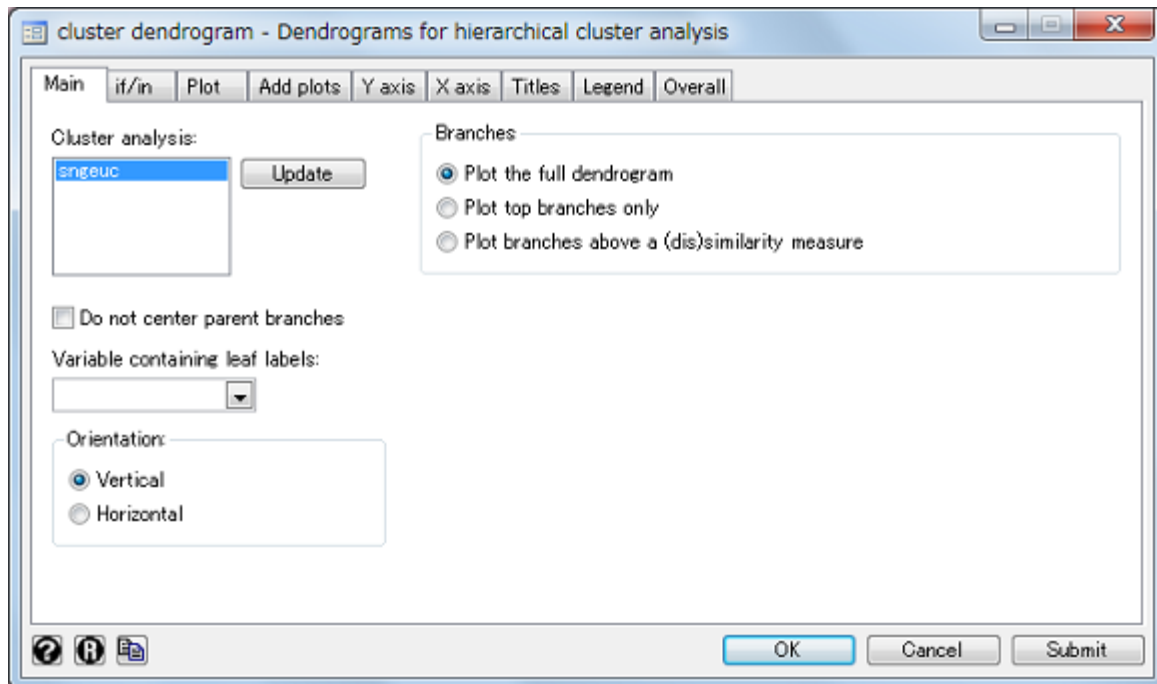 cluster dendrogram - Dendrograms for hierarchical cluster analysis
Main if/in Plot Add plots Y axis X axis Titles Legend Overall
Cluster analysis:
sngeuc
Update
Branches
Plot the full dendrogram
Plot top branches only
Plot branches above a (dis)similarity measure
Do not center parent branches
Variable containing leaf labels:
Orientation:
Vertical
Horizontal
? R
OK Cancel Submit